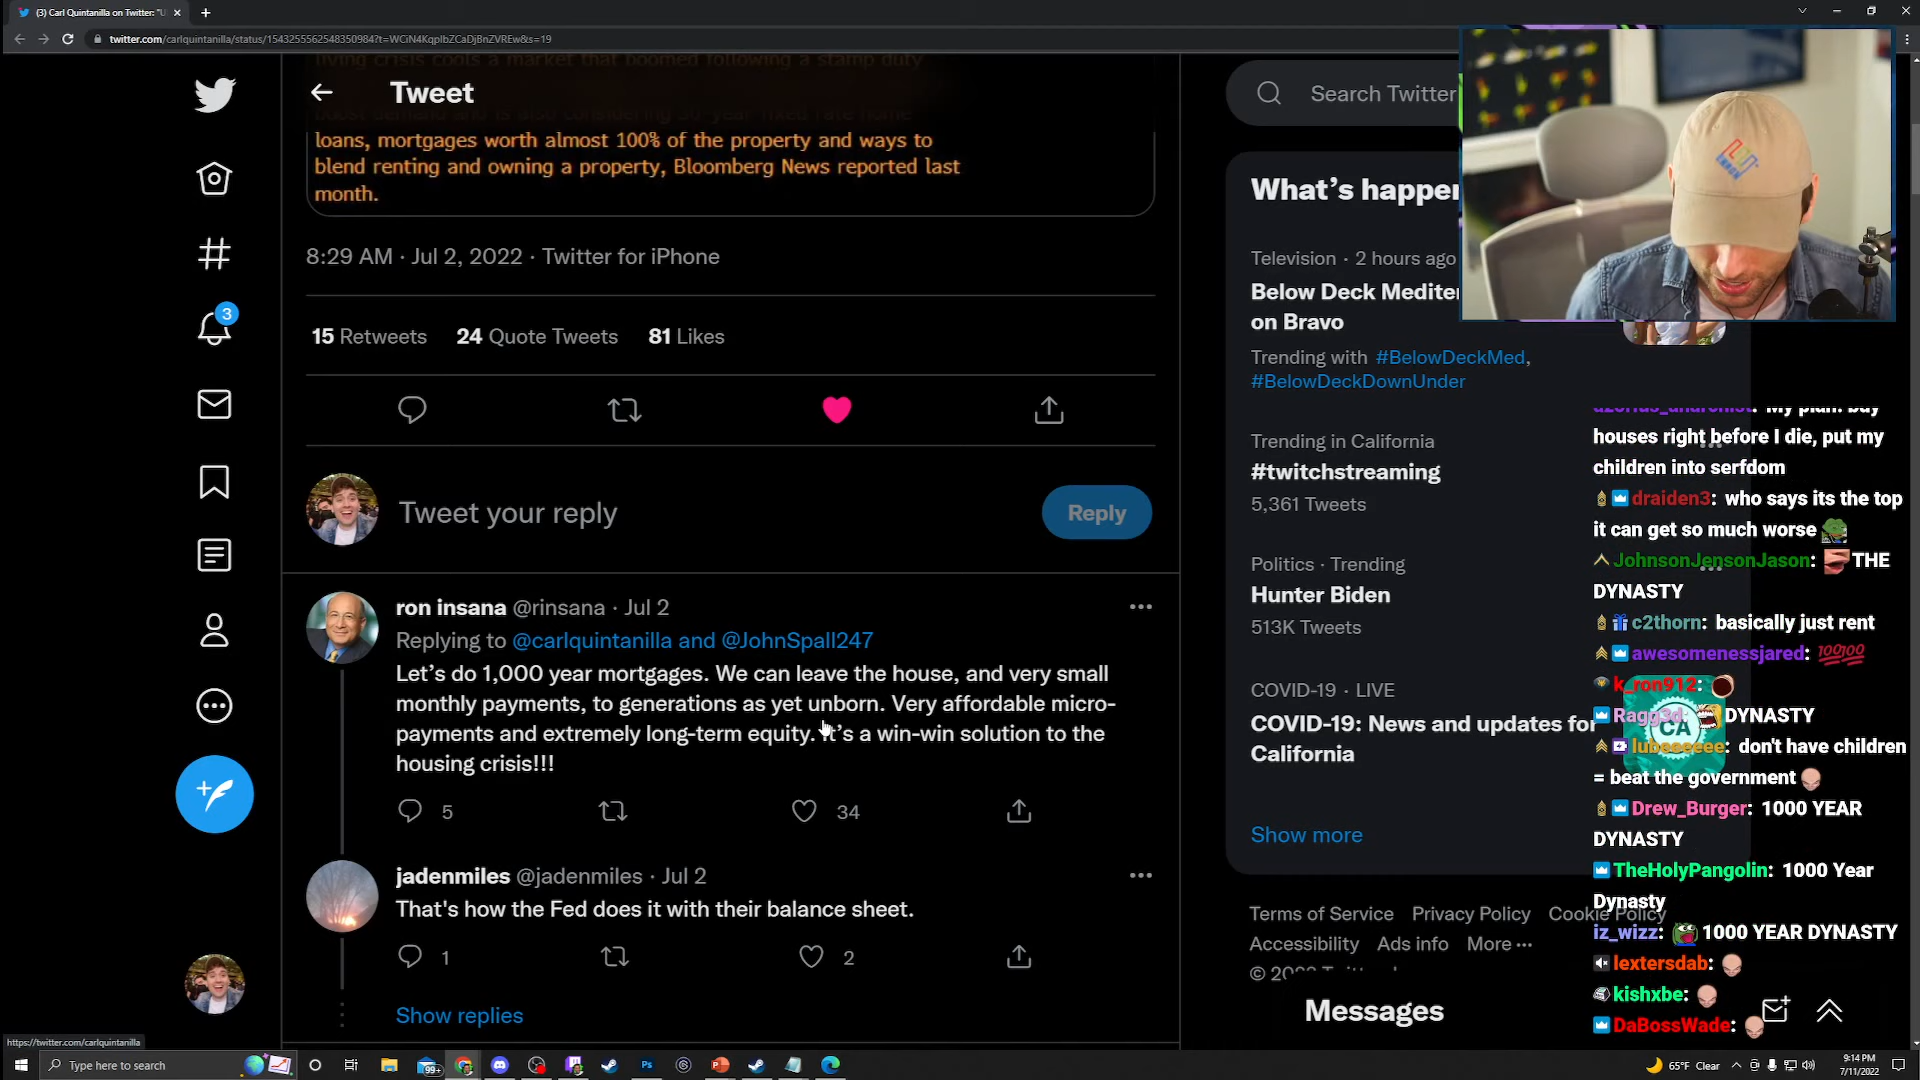 (3) Carl Quintanilla on Twitter: "U
twitter.com/carlquintanilla/status/1543255562548350984?t=WCiN4KqpIbZCaDjBnZVREw&s=19
living crisis cools a market that boomed following a stamp duty
Tweet
Search Twitter
loans, mortgages worth almost 100% of the property and ways to
blend renting and owning a property, Bloomberg News reported last
month.
8:29 AM · Jul 2, 2022 · Twitter for iPhone
15 Retweets 24 Quote Tweets 81 Likes
3
Tweet your reply
Reply
ron insana @rinsana · Jul 2
Replying to @carlquintanilla and @JohnSpall247
Let's do 1,000 year mortgages. We can leave the house, and very small
monthly payments, to generations as yet unborn. Very affordable micro-
payments and extremely long-term equity. It's a win-win solution to the
housing crisis!!!
5 34
jadenmiles @jadenmiles · Jul 2
That's how the Fed does it with their balance sheet.
1 2
Show replies
What's happen
Television · 2 hours ago
Below Deck Mediter
on Bravo
Trending with #BelowDeckMed,
#BelowDeckDownUnder
Trending in California
#twitchstreaming
5,361 Tweets
Politics · Trending
Hunter Biden
513K Tweets
COVID-19 · LIVE
COVID-19: News and updates for
California
CA
Show more
Terms of Service Privacy Policy Cookie Policy
Accessibility Ads info More
Messages
My plan: buy
houses right before I die, put my
children into serfdom
draiden3: who says its the top
it can get so much worse
JohnsonJensonJason: THE
DYNASTY
c2thorn: basically just rent
awesomenessjared: 100 100
k_ron912:
Ragg3d: DYNASTY
lubeeeeee: don't have children
= beat the government
Drew_Burger: 1000 YEAR
DYNASTY
TheHolyPangolin: 1000 Year
Dynasty
iz_wizz: 1000 YEAR DYNASTY
lextersdab:
kishxbe:
DaBossWade:
https://twitter.com/carlquintanilla
Type here to search
99+
Ps
65°F Clear
9:14 PM
7/11/2022